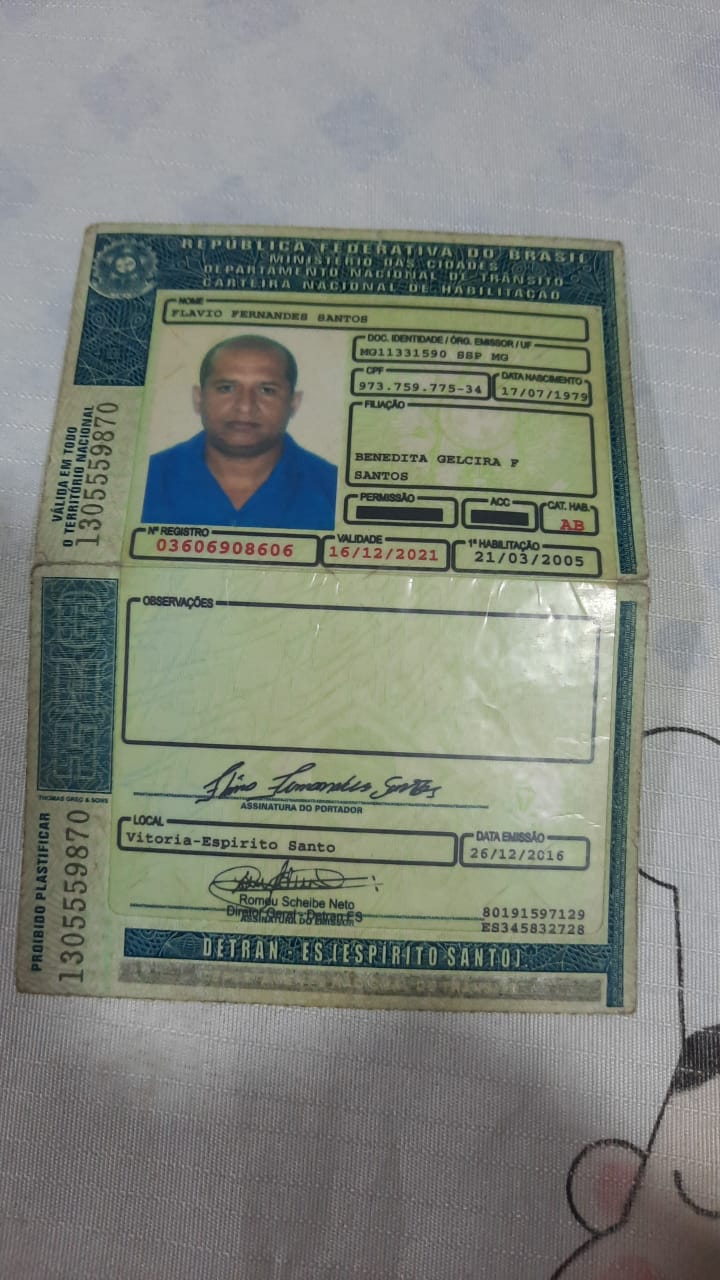 REPÚBLICA FEDERATIVA DO BRASIL
MINISTÉRIO DAS CIDADES
DEPARTAMENTO NACIONAL DE TRÂNSITO
CARTEIRA NACIONAL DE HABILITAÇÃO
NOME
FLAVIO FERNANDES SANTOS
DOC. IDENTIDADE / ÓRG. EMISSOR / UF
MG11331590 SSP MG
CPF
973.759.775-34
DATA NASCIMENTO
17/07/1979
FILIAÇÃO
BENEDITA GELCIRA F
SANTOS
PERMISSÃO
ACC
CAT. HAB.
AB
Nº REGISTRO
03606908606
VALIDADE
16/12/2021
1ª HABILITAÇÃO
21/03/2005
VÁLIDA EM TODO
O TERRITÓRIO NACIONAL
1305559870
OBSERVAÇÕES
Flavio Fernandes Santos
ASSINATURA DO PORTADOR
LOCAL
Vitoria-Espirito Santo
DATA EMISSÃO
26/12/2016
Romeu Scheibe Neto
Diretor Geral - Detran ES
ASSINATURA DO EMISSOR
80191597129
ES345832728
DETRAN - ES (ESPÍRITO SANTO)
THOMAS GREG & SONS
PROIBIDO PLASTIFICAR
1305559870